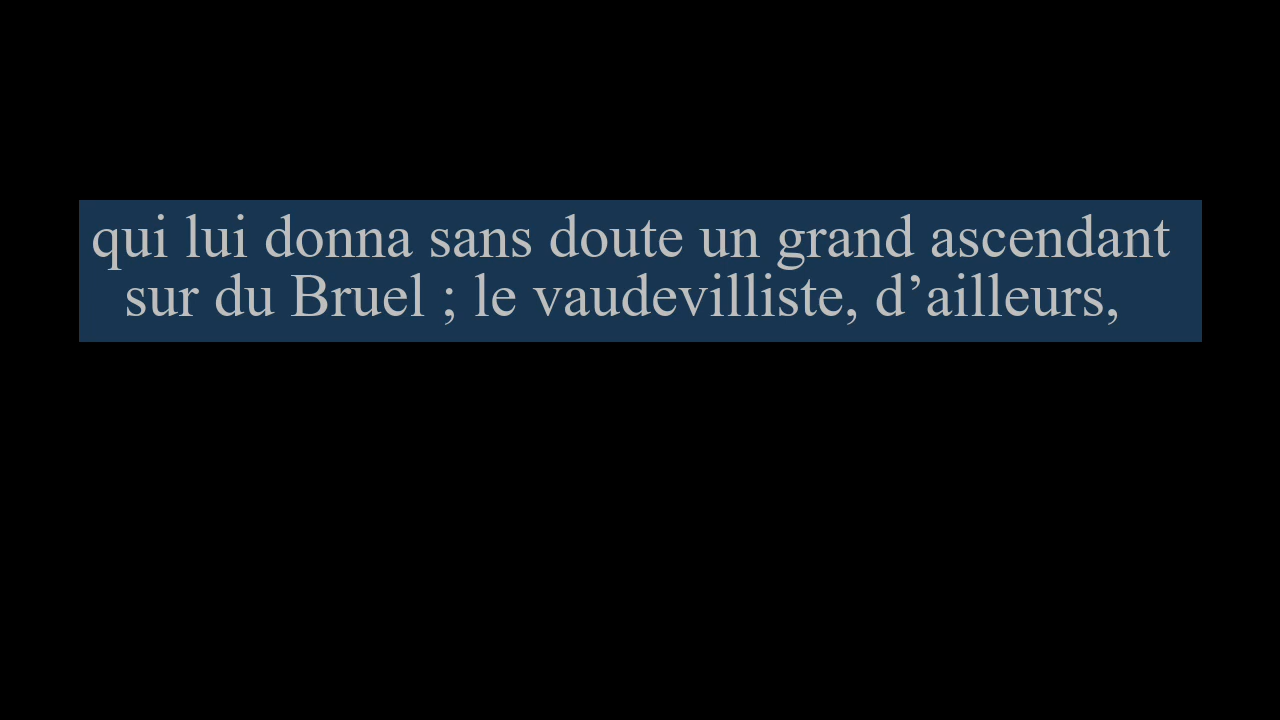 qui lui donna sans doute un grand ascendant
sur du Bruel ; le vaudevilliste, d’ailleurs,